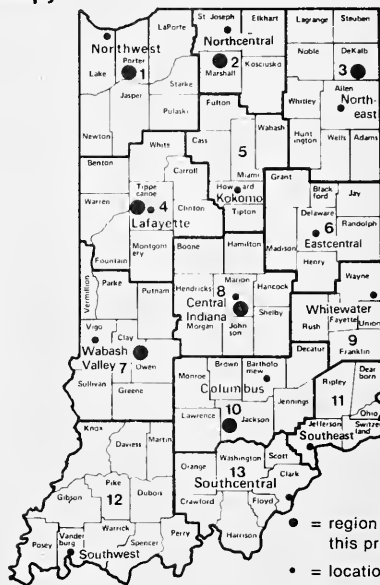 St Joseph
Elkhart
Lagrange
Steuben
LaPorte
Northwest
Northcentral
Porter
1
2
Noble
DeKalb
3
Lake
Marshall
Kosciusko
Jasper
Starke
Allen
Whitley
North-
east
Pulaski
Fulton
Newton
White
Cass
Wabash
Hunt
ington
Wells
Adams
5
Benton
Carroll
Miami
Grant
Black
ford
Jay
Tippe
canoe
Howard
Kokomo
Warren
4
Clinton
Tipton
Delaware
Randolph
Lafayette
6
Eastcentral
Montgom
ery
Boone
Hamilton
Madison
Henry
Fountain
Wayne
Vermillion
Parke
Putnam
Hendricks
8
Marion
Hancock
Central
Indiana
Whitewater
Rush
Fayette
Union
Shelby
Morgan
John
son
9
Franklin
Vigo
Clay
Wabash
Valley
7
Owen
Decatur
Dear
born
Brown
Bartholo
mew
Ripley
Monroe
Columbus
11
Sullivan
Greene
Jennings
Ohio
10
Lawrence
Jackson
Jefferson
Switzer
land
Southeast
Knox
Daviess
Martin
Washington
Scott
Orange
13
Clark
Southcentral
Pike
Gibson
12
Dubois
Crawford
Floyd
Harrison
Warrick
Perry
Posey
Vander
burg
Spencer
Southwest
= region
this pr
= locatio